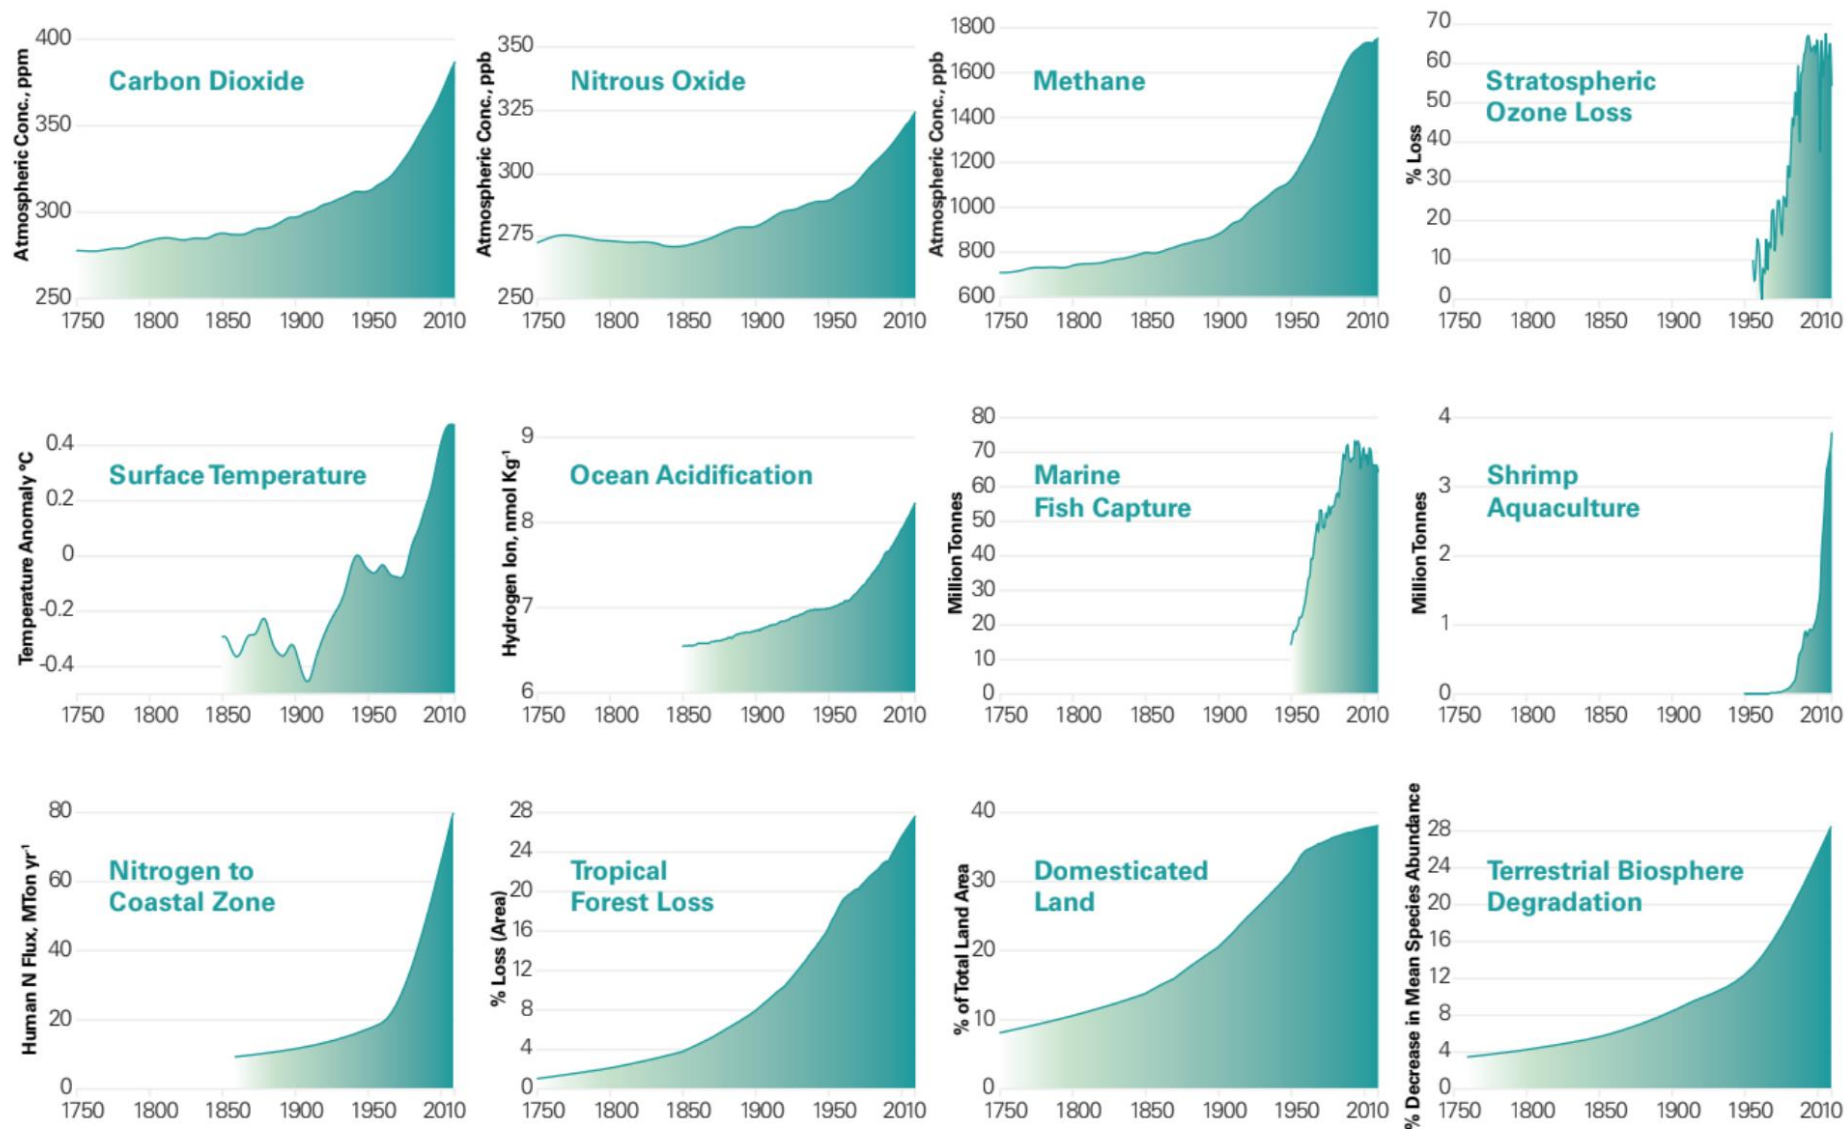 Atmospheric Conc., ppm
400
350
300
250
Carbon Dioxide
1750 1800 1850 1900 1950 2010
Atmospheric Conc., ppb
350
325
300
275
250
Nitrous Oxide
1750 1800 1850 1900 1950 2010
Atmospheric Conc., ppb
1800
1600
1400
1200
1000
800
600
Methane
1750 1800 1850 1900 1950 2010
% Loss
70
60
50
40
30
20
10
0
Stratospheric
Ozone Loss
1750 1800 1850 1900 1950 2010
Temperature Anomaly °C
0.4
0.2
0
-0.2
-0.4
Surface Temperature
1750 1800 1850 1900 1950 2010
Hydrogen Ion, nmol Kg⁻¹
9
8
7
6
Ocean Acidification
1750 1800 1850 1900 1950 2010
Million Tonnes
80
70
60
50
40
30
20
10
0
Marine
Fish Capture
1750 1800 1850 1900 1950 2010
Million Tonnes
4
3
2
1
0
Shrimp
Aquaculture
1750 1800 1850 1900 1950 2010
Human N Flux, MTon yr⁻¹
80
60
40
20
0
Nitrogen to
Coastal Zone
1750 1800 1850 1900 1950 2010
% Loss (Area)
28
24
20
16
12
8
4
0
Tropical
Forest Loss
1750 1800 1850 1900 1950 2010
% of Total Land Area
40
30
20
10
0
Domesticated
Land
1750 1800 1850 1900 1950 2010
% Decrease in Mean Species Abundance
28
24
20
16
12
8
4
0
Terrestrial Biosphere
Degradation
1750 1800 1850 1900 1950 2010